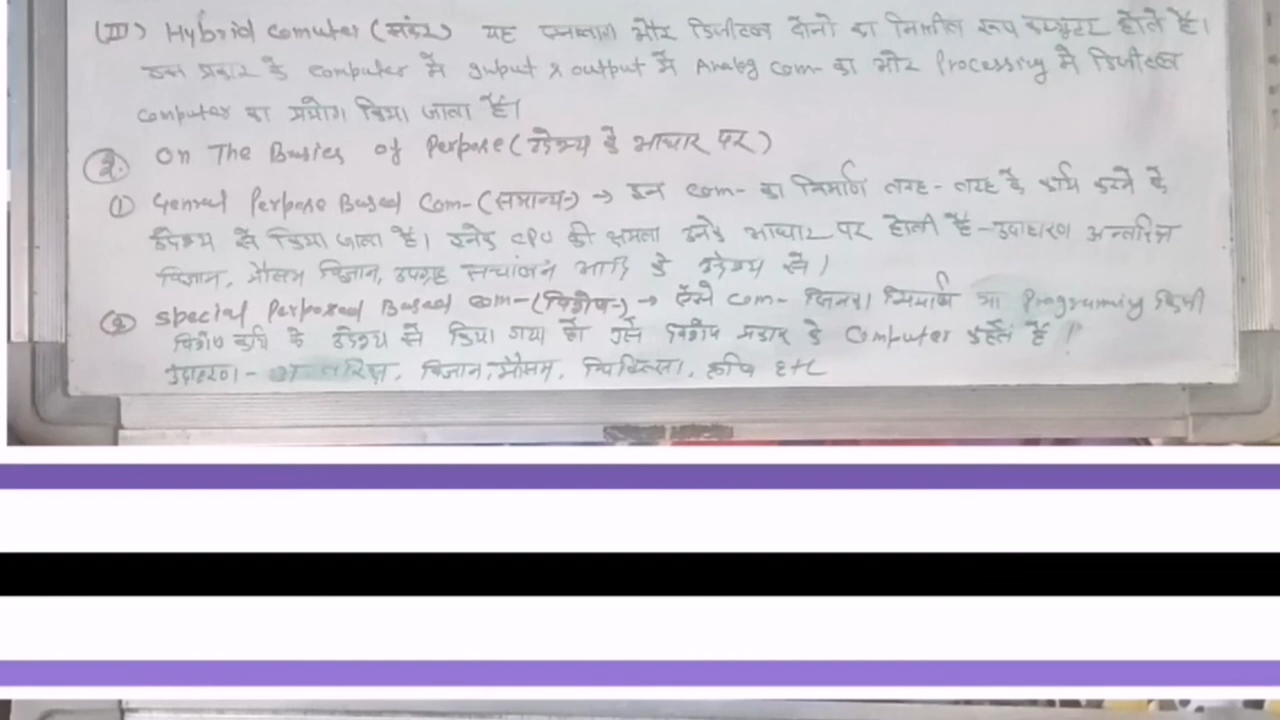 (III) Hybrid Comuter (संकर) यह एनालाग और डिजीटल दोनो का मिश्रित रूप कम्प्युटर होते है।
इस प्रकार के computer में input & output में Analog com- का और Processing मे डिजीटल
computer का प्रयोग किया जाता है।
2. On The Basics of Perpose (उद्देश्य के आधार पर)
① General Perpose Based Com- (सामान्य-) → इन com- का निर्माण तरह-तरह के कार्य करने के
उद्देश्य से किया जाता है। इनके CPU की क्षमता उनके आधार पर होती है - उदाहरण अन्तरिक्ष
विज्ञान, मौसम विज्ञान, उपग्रह संचालन आदि के उद्देश्य से।
② Special Perposed Based com- (विशेष-) → ऐसे com- जिनका निर्माण या Programing किसी
विशेष कार्य के उद्देश्य से किया गया हो उसे विशेष प्रकार के Computer कहते है।
उदाहरण - अन्तरिक्ष, विज्ञान, मौसम, चिकित्सा, कृषि etc